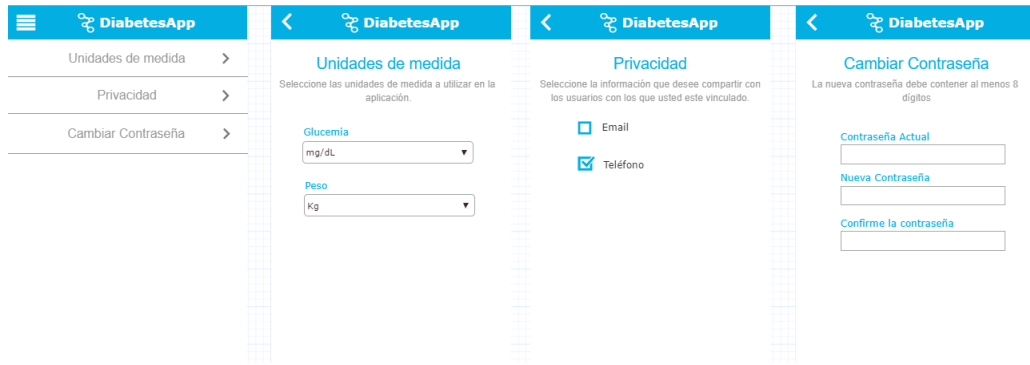 DiabetesApp
Unidades de medida
Privacidad
Cambiar Contraseña
DiabetesApp
Unidades de medida
Seleccione las unidades de medida a utilizar en la
aplicación.
Glucemia
mg/dL
Peso
Kg
DiabetesApp
Privacidad
Seleccione la información que desee compartir con
los usuarios con los que usted este vinculado.
Email
Teléfono
DiabetesApp
Cambiar Contraseña
La nueva contraseña debe contener al menos 8
dígitos
Contraseña Actual
Nueva Contraseña
Confirme la contraseña